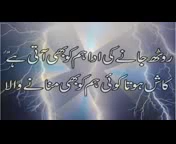 روٹھ جانے کی ادا ہم کو بھی آتی ہے
کاش ہوتا کوئی ہم کو بھی منانے والا